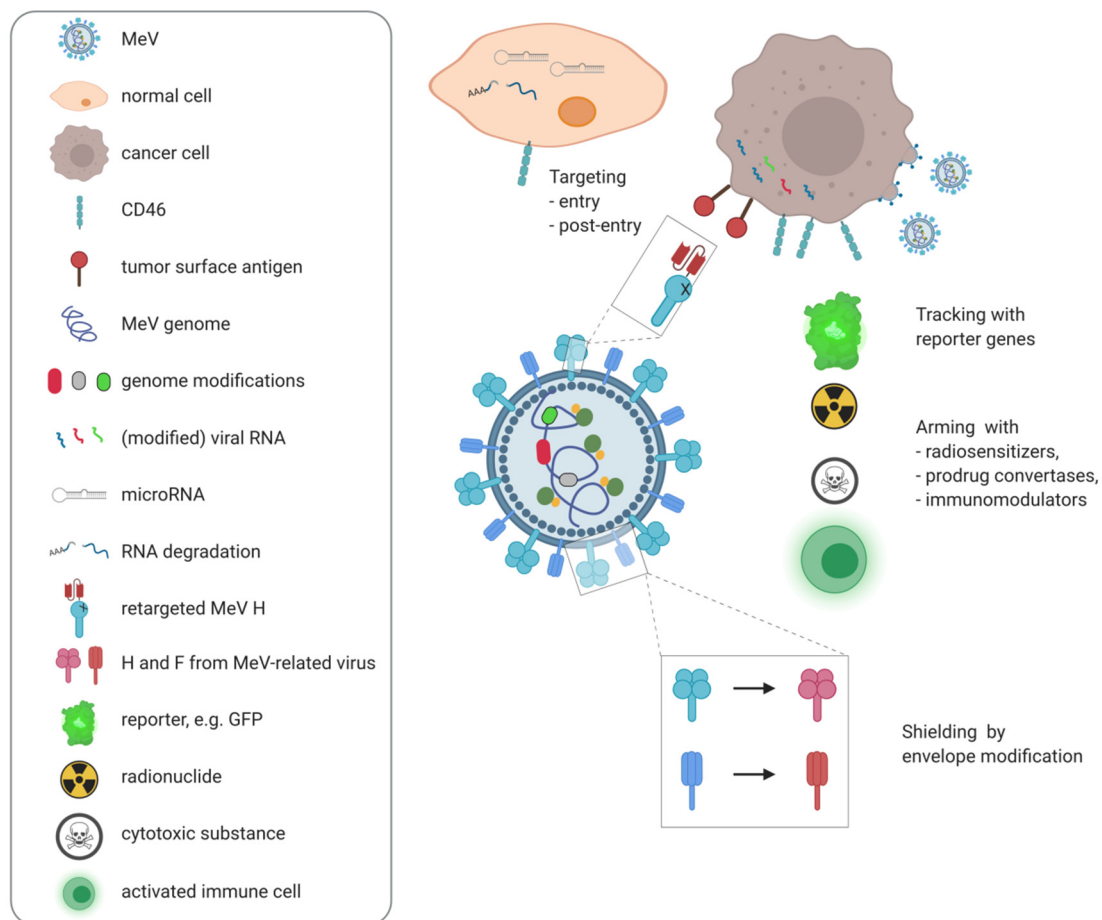 MeV
normal cell
cancer cell
CD46
tumor surface antigen
MeV genome
genome modifications
(modified) viral RNA
microRNA
AAA
RNA degradation
X
retargeted MeV H
H and F from MeV-related virus
reporter, e.g. GFP
radionuclide
cytotoxic substance
activated immune cell
AAA
Targeting
- entry
- post-entry
X
Tracking with
reporter genes
Arming with
- radiosensitizers,
- prodrug convertases,
- immunomodulators
Shielding by
envelope modification